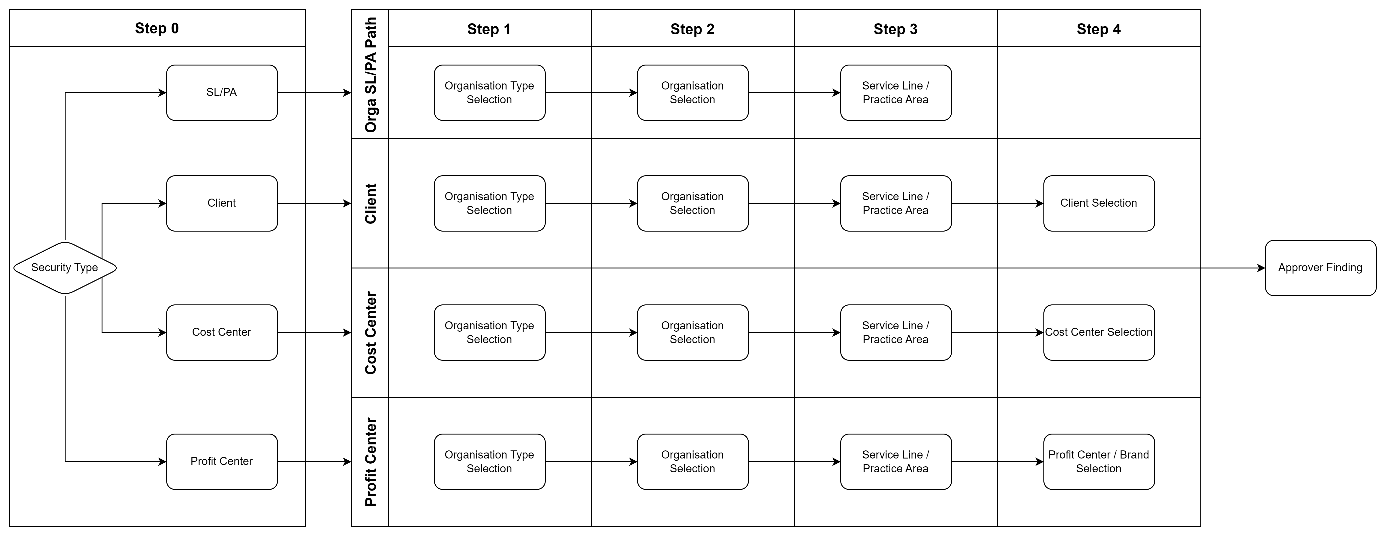 Step 0
Step 1
Step 2
Step 3
Step 4
Orga SL/PA Path
SL/PA
Organisation Type
Selection
Organisation
Selection
Service Line /
Practice Area
Client
Client
Organisation Type
Selection
Organisation
Selection
Service Line /
Practice Area
Client Selection
Security Type
Approver Finding
Cost Center
Cost Center
Organisation Type
Selection
Organisation
Selection
Service Line /
Practice Area
Cost Center Selection
Profit Center
Profit Center
Organisation Type
Selection
Organisation
Selection
Service Line /
Practice Area
Profit Center / Brand
Selection